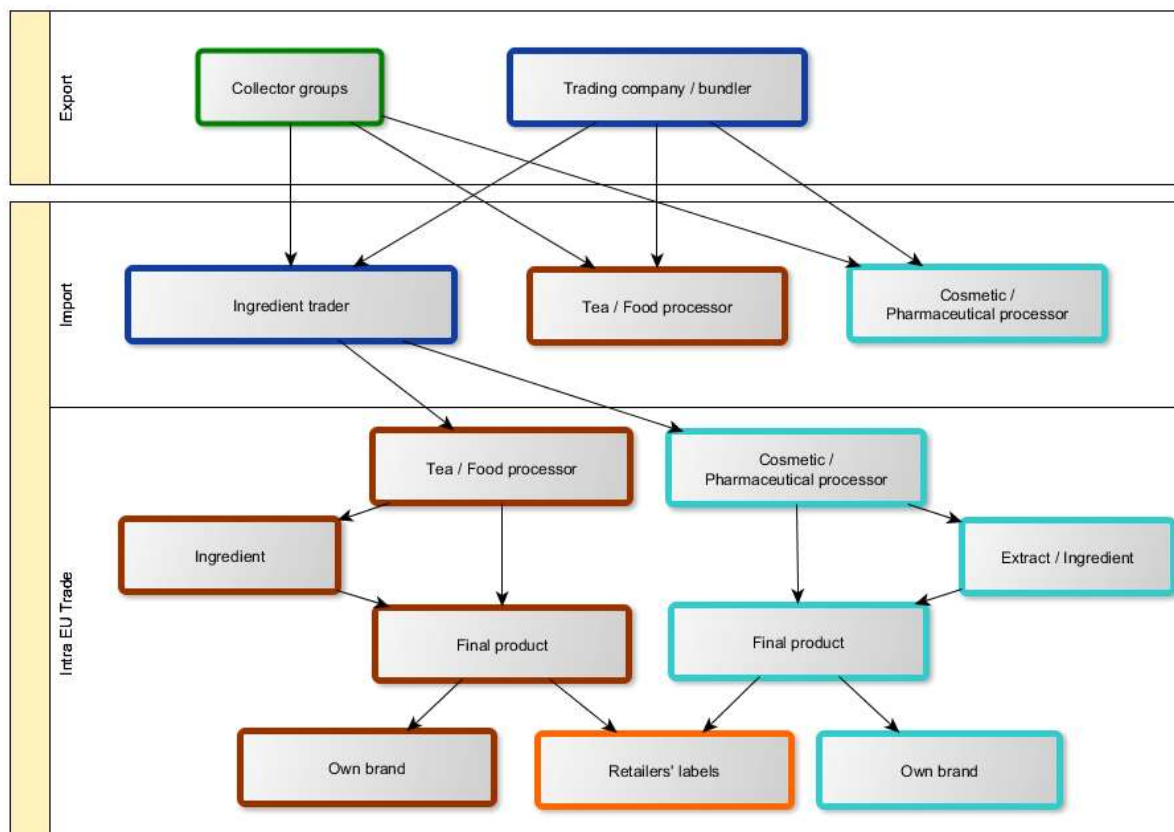 Export
Collector groups
Trading company / bundler
Import
Ingredient trader
Tea / Food processor
Cosmetic /
Pharmaceutical processor
Intra EU Trade
Tea / Food processor
Cosmetic /
Pharmaceutical processor
Ingredient
Extract / Ingredient
Final product
Final product
Own brand
Retailers' labels
Own brand